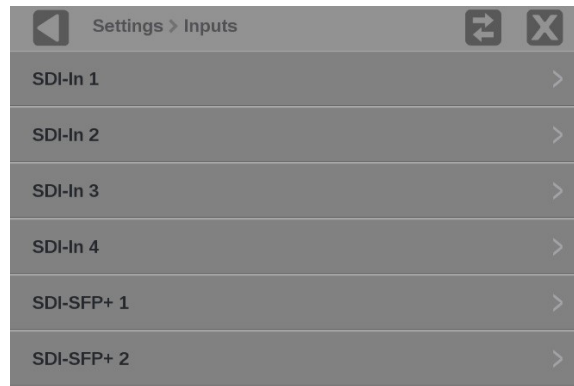 Settings > Inputs
SDI-In 1
SDI-In 2
SDI-In 3
SDI-In 4
SDI-SFP+ 1
SDI-SFP+ 2